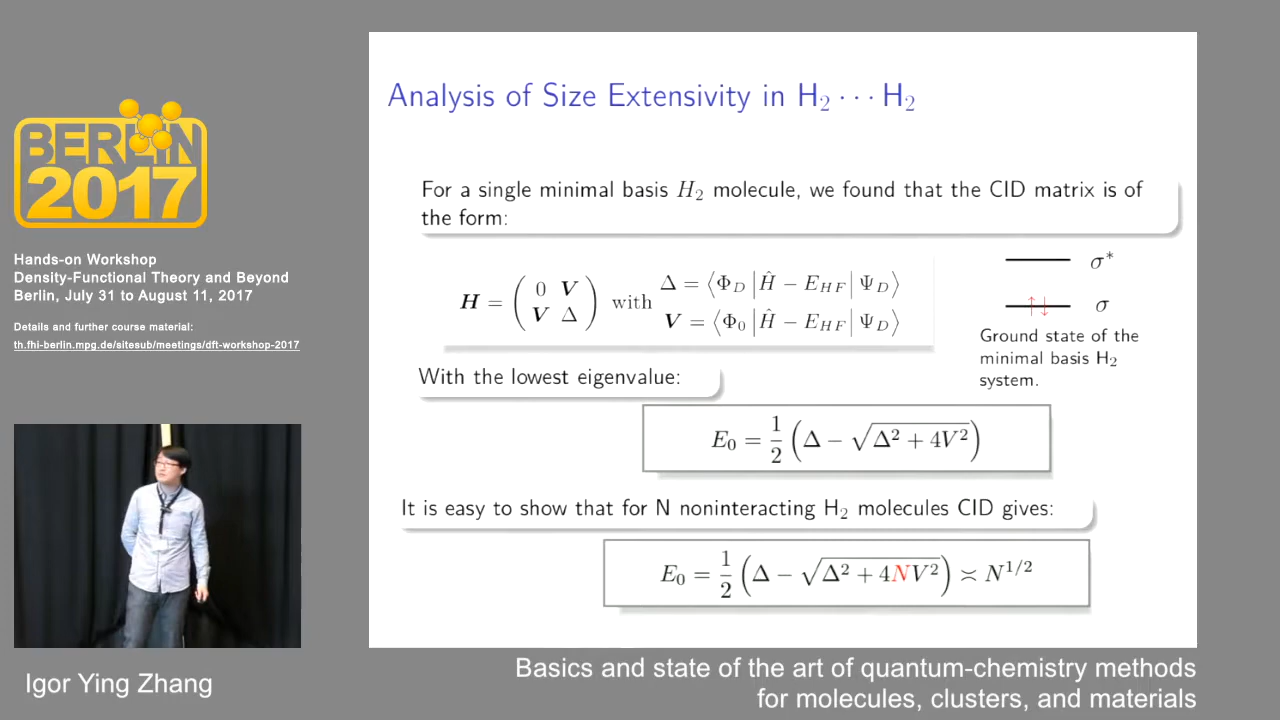 BERLIN
2017
Hands-on Workshop
Density-Functional Theory and Beyond
Berlin, July 31 to August 11, 2017
Details and further course material:
th.fhi-berlin.mpg.de/sitesub/meetings/dft-workshop-2017
Igor Ying Zhang
Analysis of Size Extensivity in H₂ · · · H₂
For a single minimal basis H₂ molecule, we found that the CID matrix is of
the form:
H = ( 0 V ; V Δ ) with Δ = ⟨Φ_D |Ĥ − E_HF| Ψ_D⟩
V = ⟨Φ₀ |Ĥ − E_HF| Ψ_D⟩
σ*
σ
Ground state of the
minimal basis H₂
system.
With the lowest eigenvalue:
E₀ = 1/2 (Δ − √(Δ² + 4V²))
It is easy to show that for N noninteracting H₂ molecules CID gives:
E₀ = 1/2 (Δ − √(Δ² + 4NV²)) ≍ N^1/2
Basics and state of the art of quantum-chemistry methods
for molecules, clusters, and materials